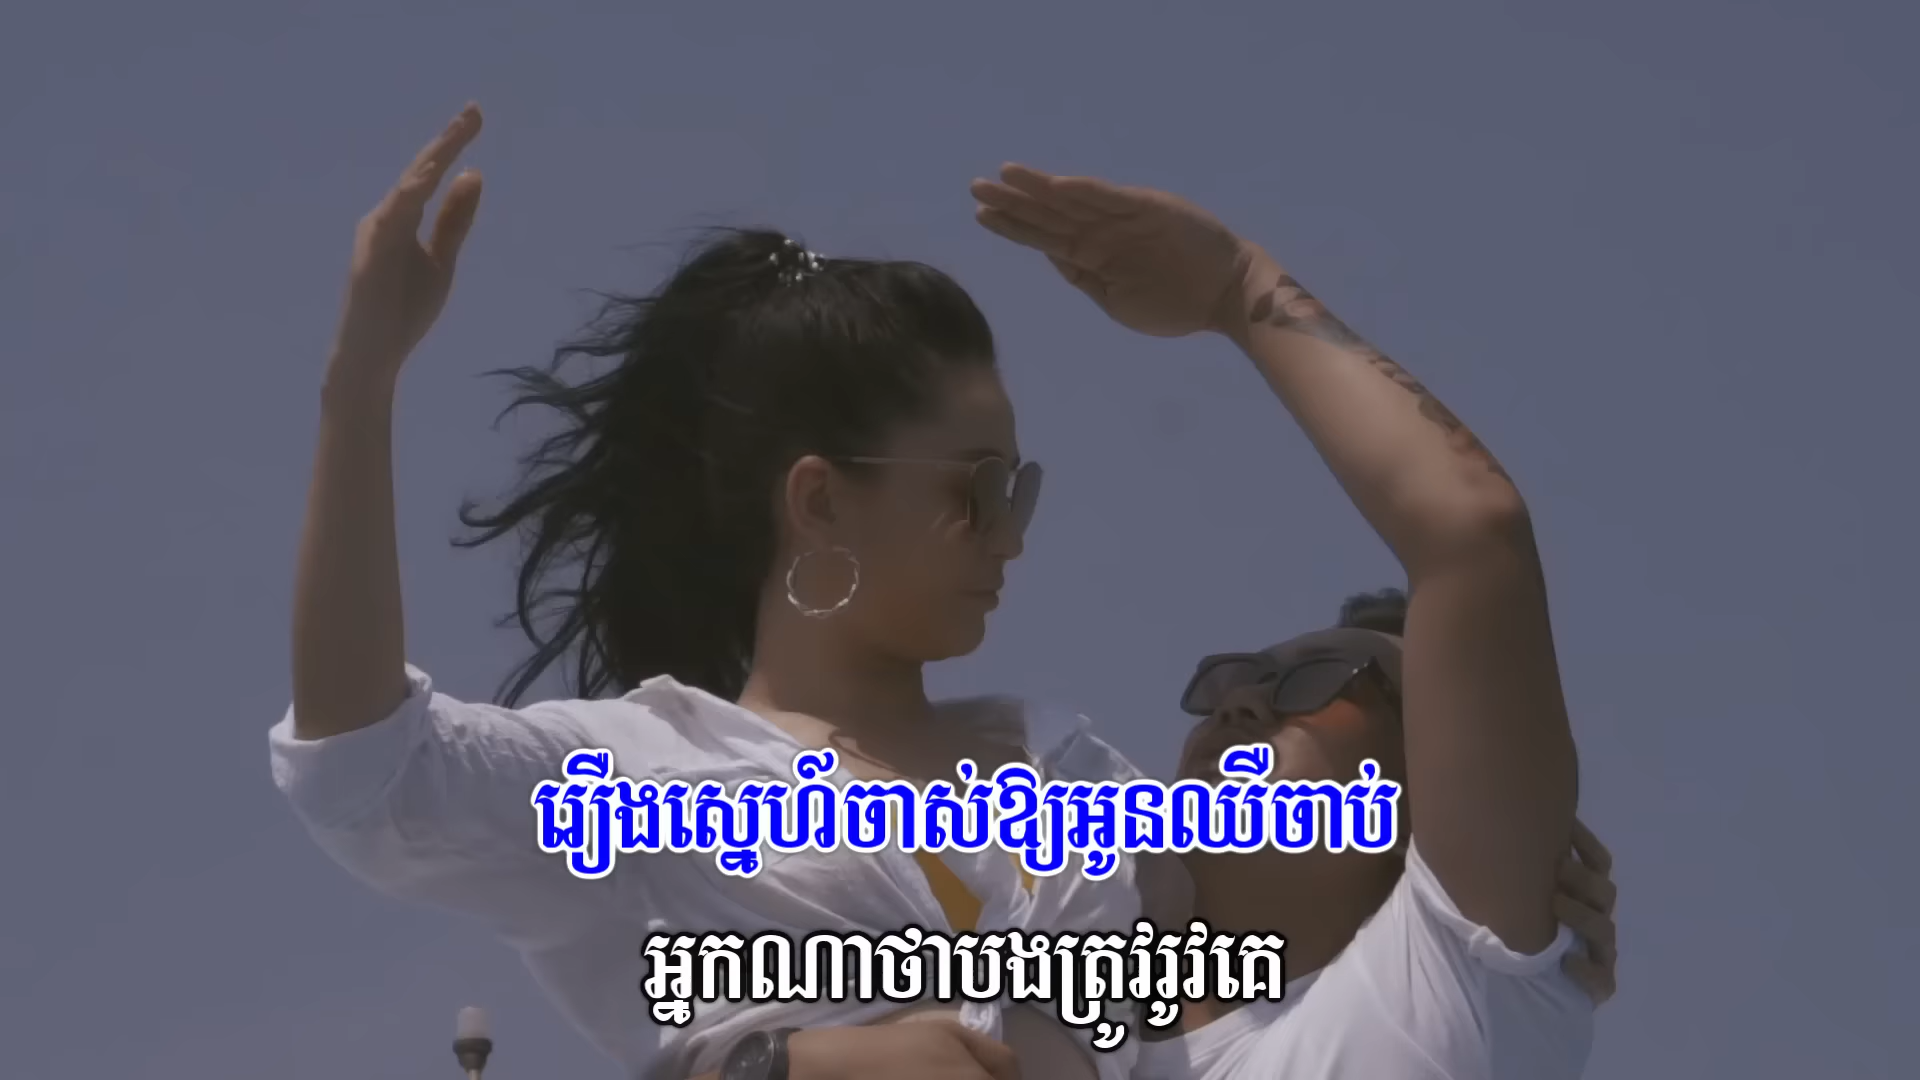 រឿងស្នេហ៍ចាស់ឱ្យអូនឈឺចាប់
អ្នកណាថាបងត្រូវរូវគេ